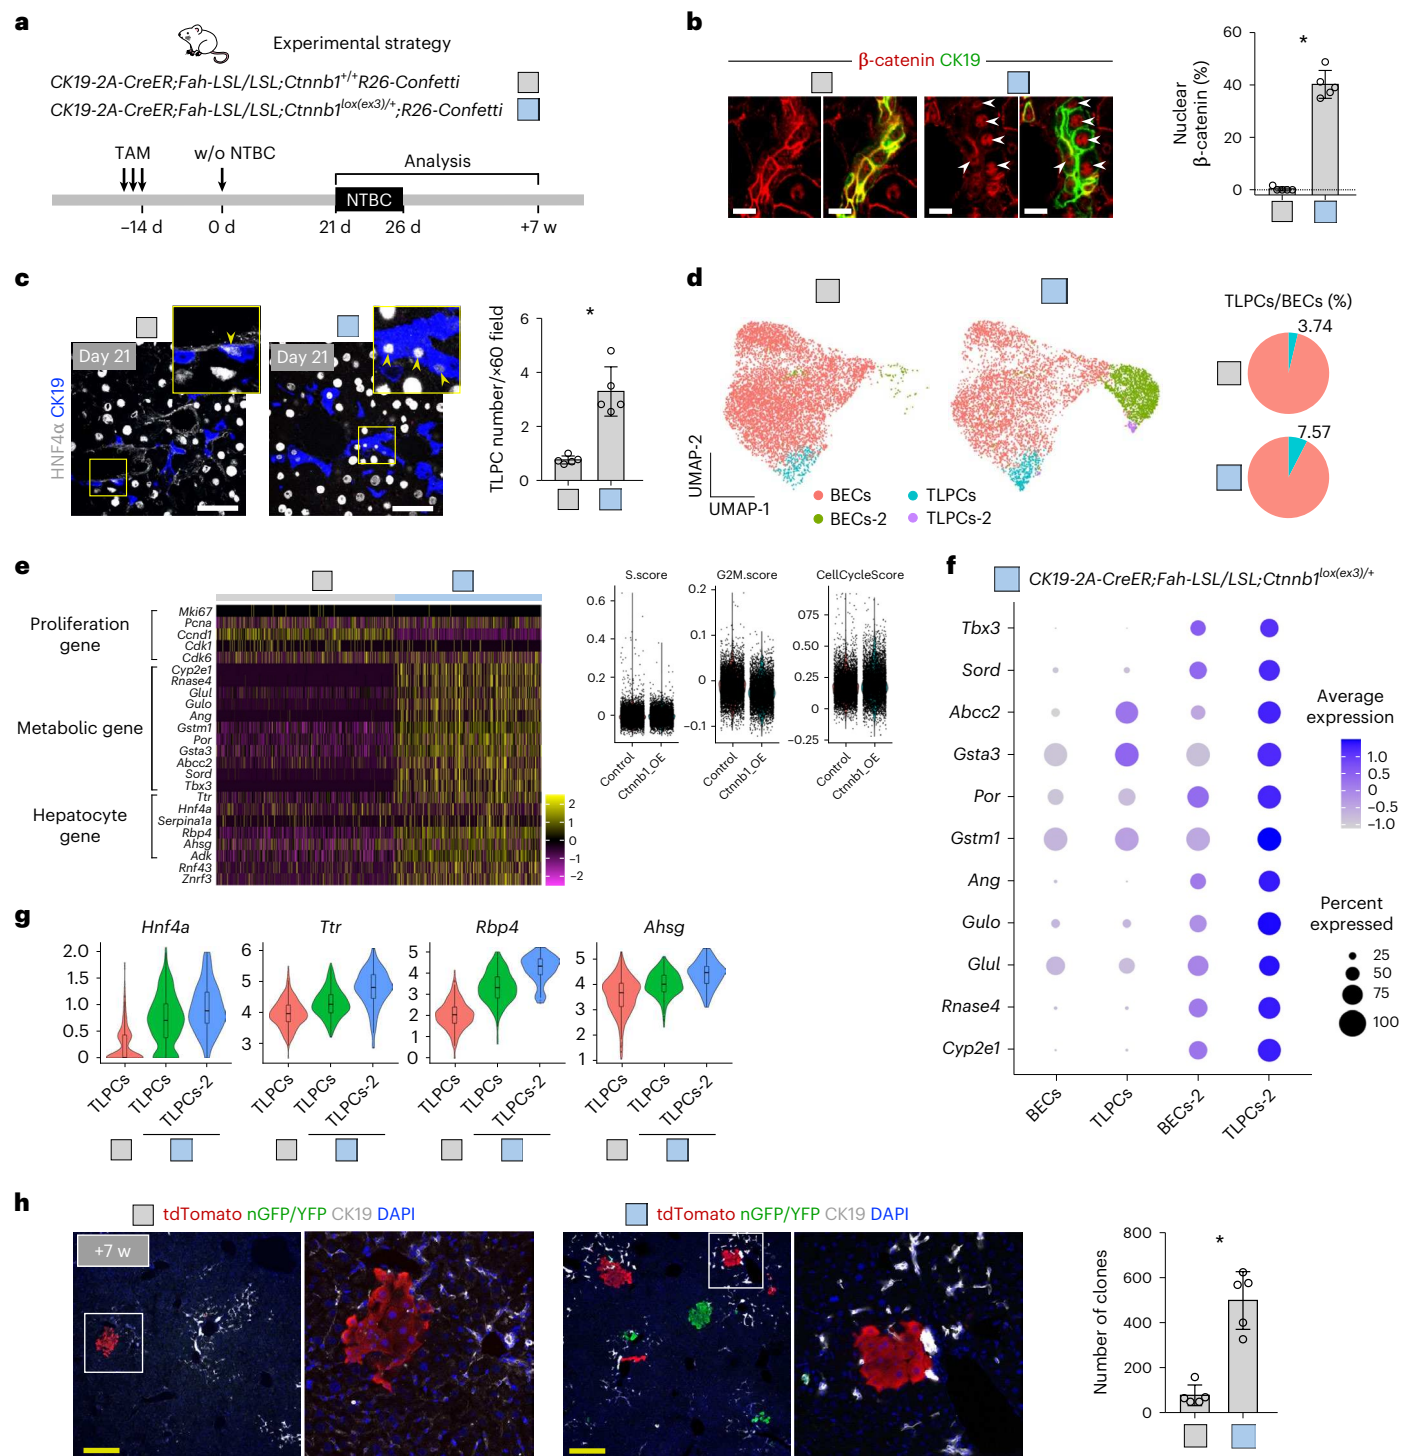 a
Experimental strategy
CK19-2A-CreER;Fah-LSL/LSL;Ctnnb1+/+R26-Confetti
CK19-2A-CreER;Fah-LSL/LSL;Ctnnb1lox(ex3)/+;R26-Confetti
TAM
w/o NTBC
Analysis
NTBC
−14 d
0 d
21 d
26 d
+7 w
b
β-catenin CK19
Nuclear
β-catenin (%)
60
40
20
0
*
c
HNF4α CK19
Day 21
Day 21
TLPC number/×60 field
6
4
2
0
*
d
UMAP-2
UMAP-1
BECs
TLPCs
BECs-2
TLPCs-2
TLPCs/BECs (%)
3.74
7.57
e
Proliferation
gene
Metabolic gene
Hepatocyte
gene
Mki67
Pcna
Ccnd1
Cdk1
Cdk6
Cyp2e1
Rnase4
Glul
Gulo
Ang
Gstm1
Por
Gsta3
Abcc2
Sord
Tbx3
Ttr
Hnf4a
Serpina1a
Rbp4
Ahsg
Adk
Rnf43
Znrf3
2
1
0
−1
−2
S.score
0.6
0.4
0.2
0
Control
Ctnnb1_OE
G2M.score
0.2
0.1
0
−0.1
Control
Ctnnb1_OE
CellCycleScore
0.75
0.50
0.25
0
−0.25
Control
Ctnnb1_OE
f
CK19-2A-CreER;Fah-LSL/LSL;Ctnnb1lox(ex3)/+
Tbx3
Sord
Abcc2
Gsta3
Por
Gstm1
Ang
Gulo
Glul
Rnase4
Cyp2e1
BECs
TLPCs
BECs-2
TLPCs-2
Average
expression
1.0
0.5
0
−0.5
−1.0
Percent
expressed
25
50
75
100
g
Hnf4a
2.0
1.5
1.0
0.5
0
TLPCs
TLPCs
TLPCs-2
Ttr
6
5
4
3
TLPCs
TLPCs
TLPCs-2
Rbp4
5
4
3
2
1
0
TLPCs
TLPCs
TLPCs-2
Ahsg
5
4
3
2
1
TLPCs
TLPCs
TLPCs-2
h
tdTomato nGFP/YFP CK19 DAPI
+7 w
tdTomato nGFP/YFP CK19 DAPI
Number of clones
800
600
400
200
0
*